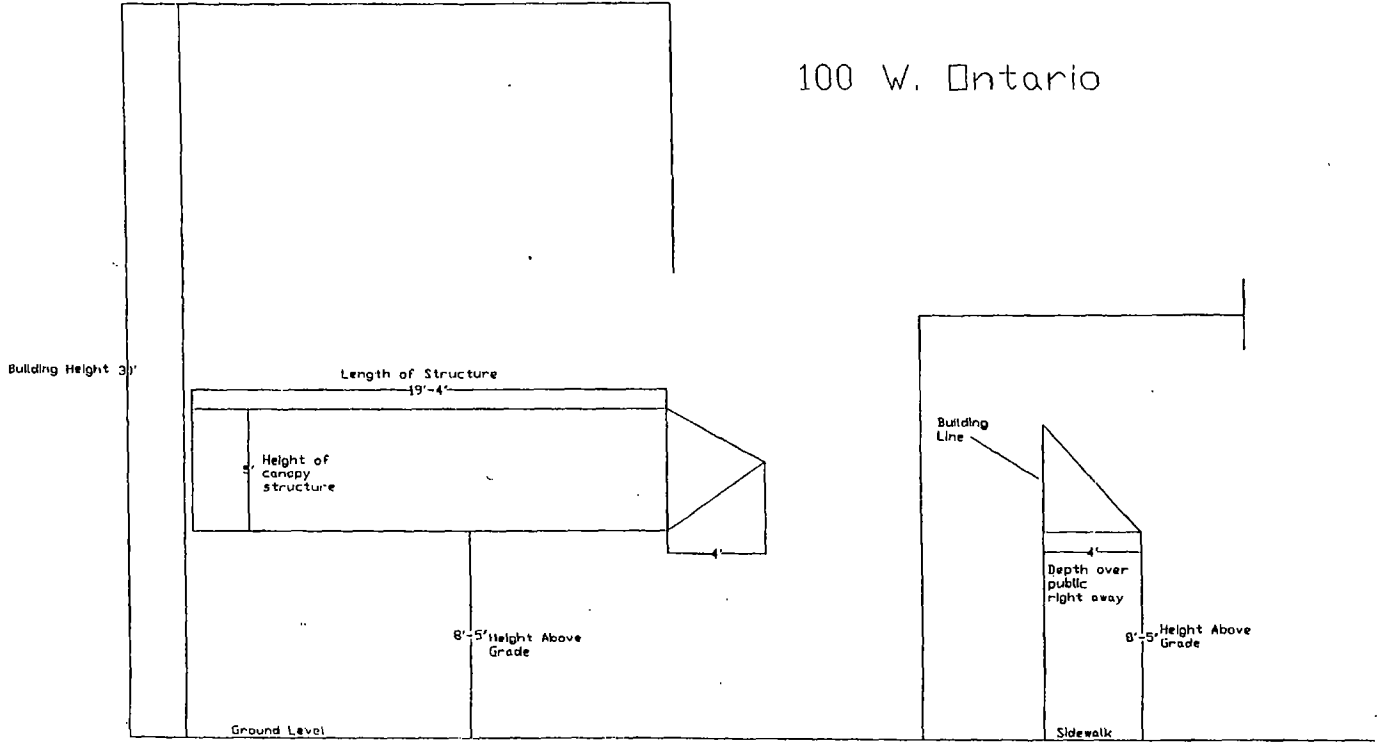 100 W. Ontario
Building Height 30'
Length of Structure
19'-4"
5'
Height of
canopy
structure
4'
8'-5"
Height Above
Grade
Ground Level
Building
Line
4'
Depth over
public
right away
8'-5"
Height Above
Grade
Sidewalk